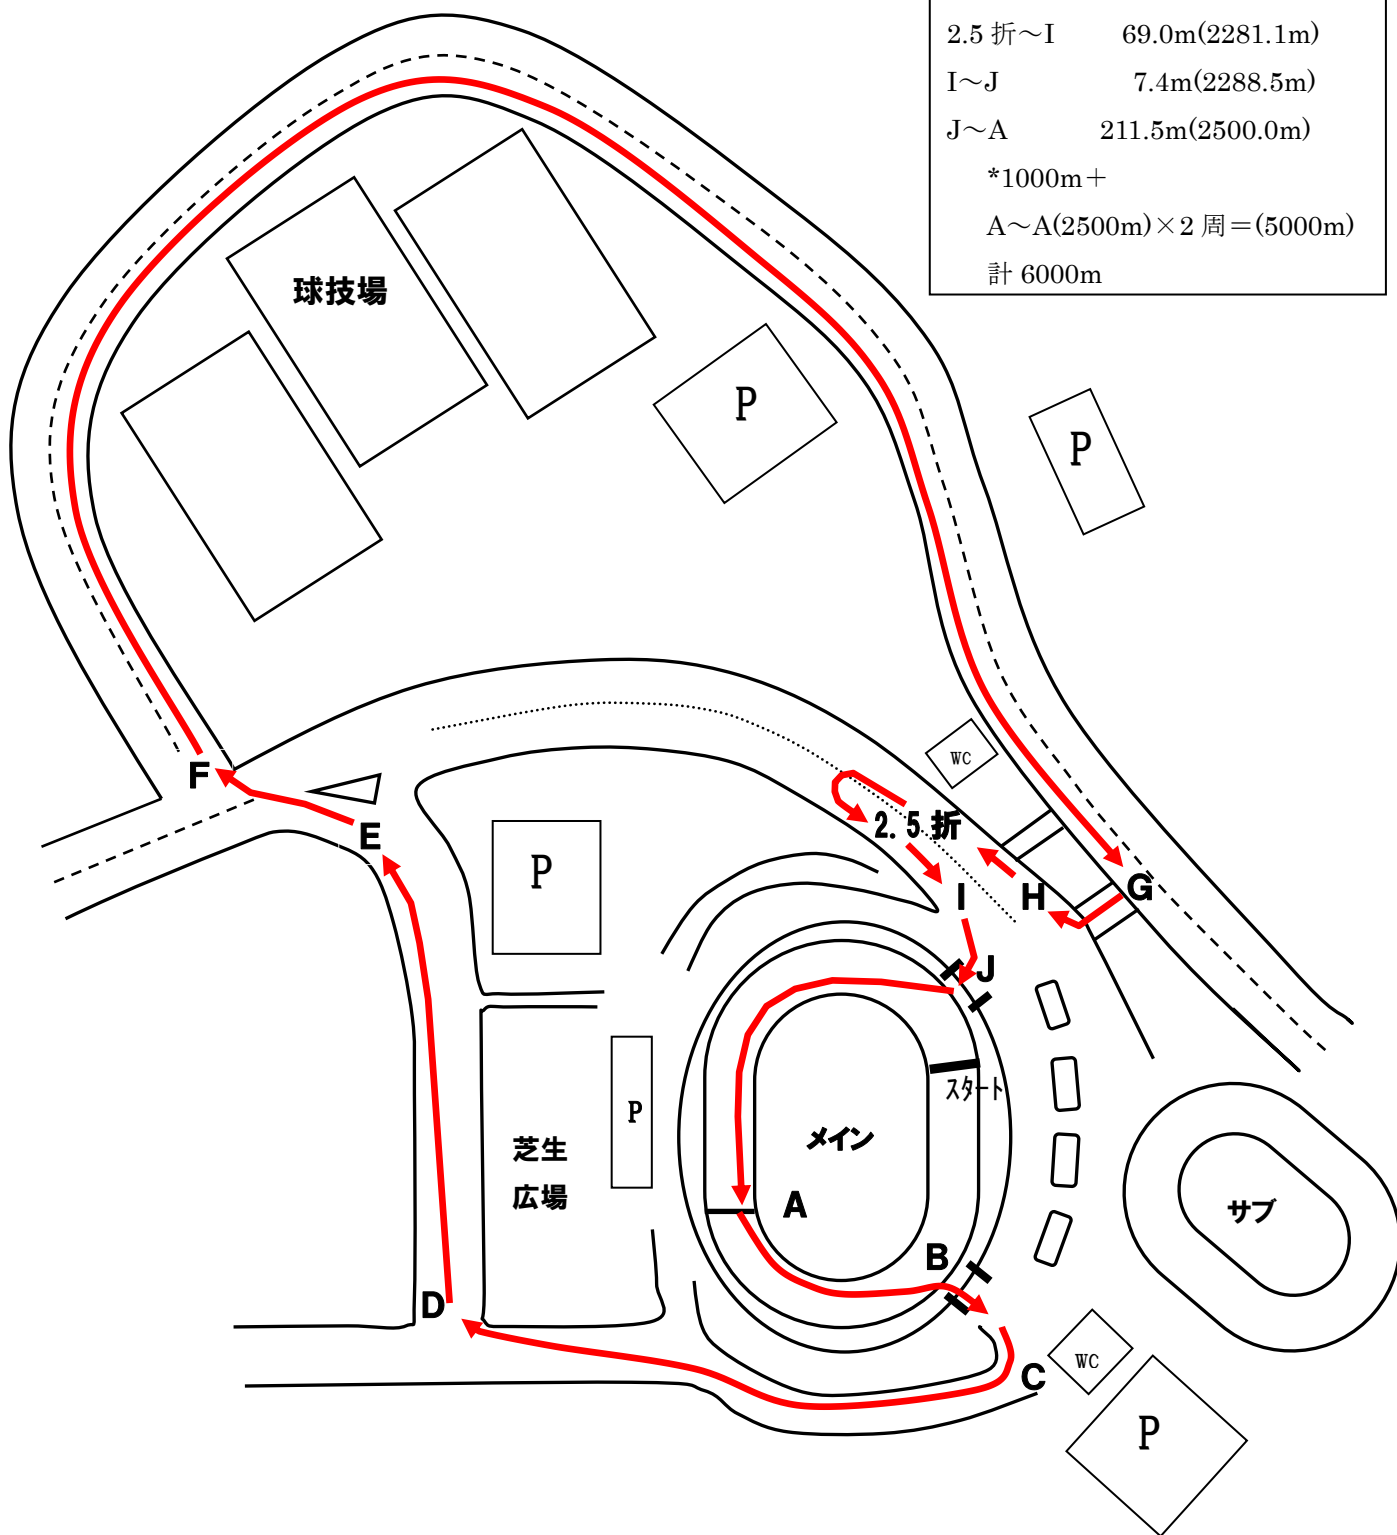 2.5 折～I 69.0m(2281.1m)
I～J 7.4m(2288.5m)
J～A 211.5m(2500.0m)
*1000m＋
A～A(2500m)×2 周＝(5000m)
計 6000m
球技場
P
P
WC
F
E
2.5 折
P
I
H
G
J
スタート
P
メイン
芝生
広場
A
サブ
B
D
C
WC
P